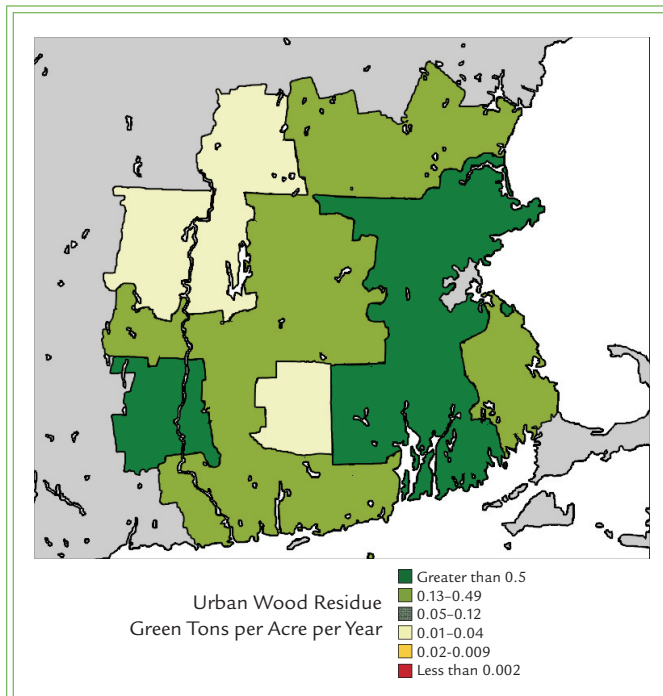 Urban Wood Residue
Green Tons per Acre per Year
Greater than 0.5
0.13–0.49
0.05–0.12
0.01–0.04
0.02-0.009
Less than 0.002